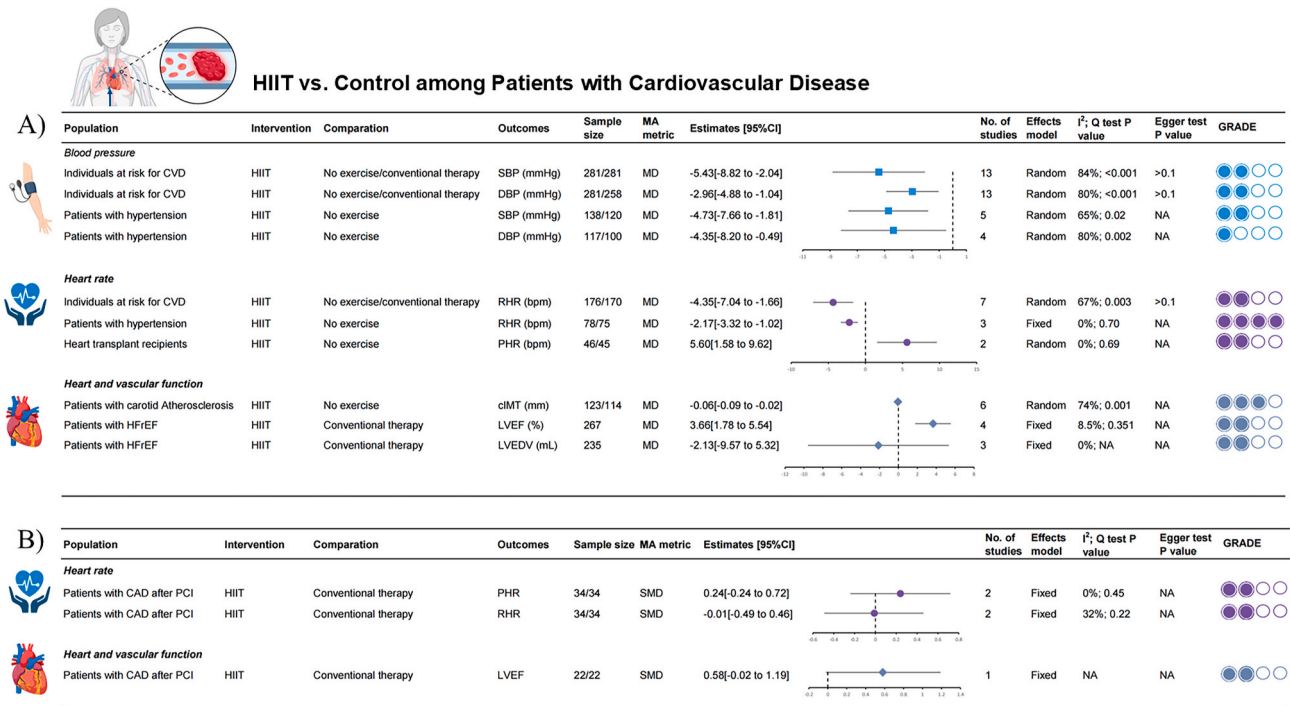 HIIT vs. Control among Patients with Cardiovascular Disease
A)
Population Intervention Comparation Outcomes Sample size MA metric Estimates [95%CI] No. of studies Effects model I²; Q test P value Egger test P value GRADE
Blood pressure
Individuals at risk for CVD HIIT No exercise/conventional therapy SBP (mmHg) 281/281 MD -5.43[-8.82 to -2.04] 13 Random 84%; <0.001 >0.1
Individuals at risk for CVD HIIT No exercise/conventional therapy DBP (mmHg) 281/258 MD -2.96[-4.88 to -1.04] 13 Random 80%; <0.001 >0.1
Patients with hypertension HIIT No exercise SBP (mmHg) 138/120 MD -4.73[-7.66 to -1.81] 5 Random 65%; 0.02 NA
Patients with hypertension HIIT No exercise DBP (mmHg) 117/100 MD -4.35[-8.20 to -0.49] 4 Random 80%; 0.002 NA
-11 -9 -7 -5 -3 -1 1
Heart rate
Individuals at risk for CVD HIIT No exercise/conventional therapy RHR (bpm) 176/170 MD -4.35[-7.04 to -1.66] 7 Random 67%; 0.003 >0.1
Patients with hypertension HIIT No exercise RHR (bpm) 78/75 MD -2.17[-3.32 to -1.02] 3 Fixed 0%; 0.70 NA
Heart transplant recipients HIIT No exercise PHR (bpm) 46/45 MD 5.60[1.58 to 9.62] 2 Random 0%; 0.69 NA
-10 -5 0 5 10 15
Heart and vascular function
Patients with carotid Atherosclerosis HIIT No exercise cIMT (mm) 123/114 MD -0.06[-0.09 to -0.02] 6 Random 74%; 0.001 NA
Patients with HFrEF HIIT Conventional therapy LVEF (%) 267 MD 3.66[1.78 to 5.54] 4 Fixed 8.5%; 0.351 NA
Patients with HFrEF HIIT Conventional therapy LVEDV (mL) 235 MD -2.13[-9.57 to 5.32] 3 Fixed 0%; NA NA
-12 -10 -8 -6 -4 -2 0 2 4 6 8
B)
Population Intervention Comparation Outcomes Sample size MA metric Estimates [95%CI] No. of studies Effects model I²; Q test P value Egger test P value GRADE
Heart rate
Patients with CAD after PCI HIIT Conventional therapy PHR 34/34 SMD 0.24[-0.24 to 0.72] 2 Fixed 0%; 0.45 NA
Patients with CAD after PCI HIIT Conventional therapy RHR 34/34 SMD -0.01[-0.49 to 0.46] 2 Fixed 32%; 0.22 NA
-0.6 -0.4 -0.2 0 0.2 0.4 0.6 0.8
Heart and vascular function
Patients with CAD after PCI HIIT Conventional therapy LVEF 22/22 SMD 0.58[-0.02 to 1.19] 1 Fixed NA NA
-0.2 0 0.2 0.4 0.6 0.8 1 1.2 1.4